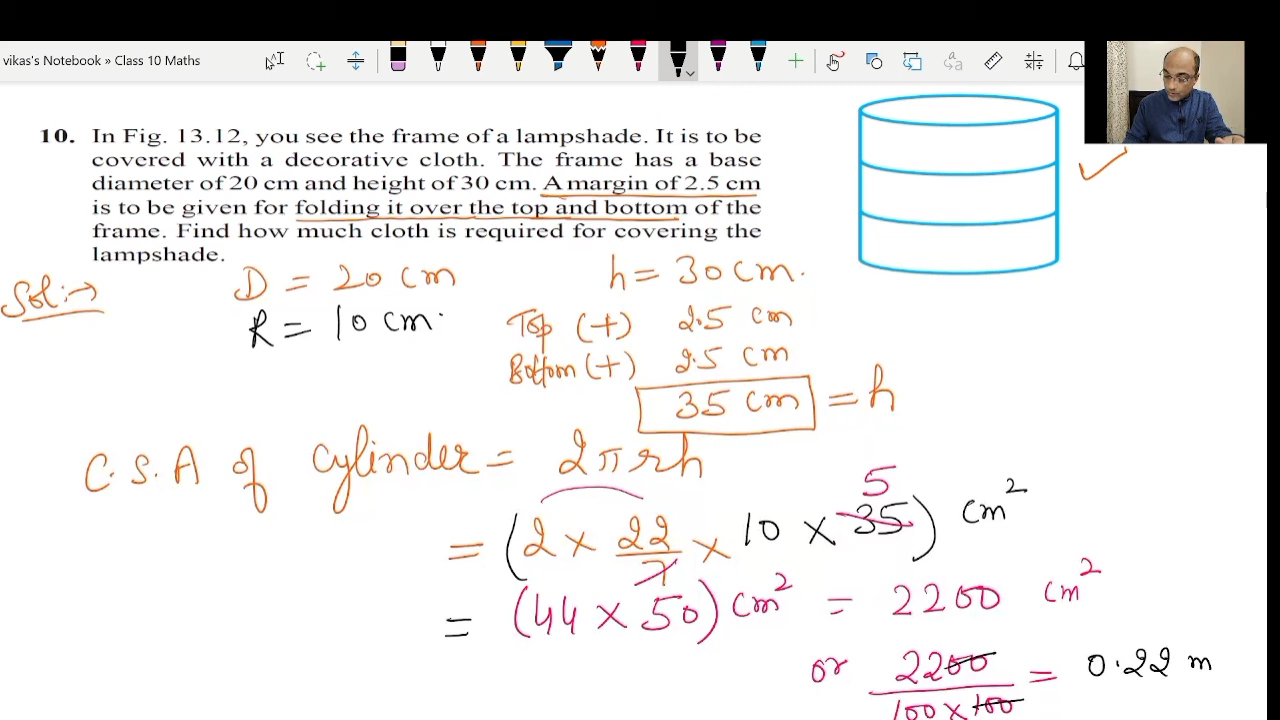 vikas's Notebook » Class 10 Maths
10. In Fig. 13.12, you see the frame of a lampshade. It is to be
covered with a decorative cloth. The frame has a base
diameter of 20 cm and height of 30 cm. A margin of 2.5 cm
is to be given for folding it over the top and bottom of the
frame. Find how much cloth is required for covering the
lampshade.
Sol:→ D = 20 cm h = 30 cm.
R = 10 cm. Top (+) 2.5 cm
Bottom (+) 2.5 cm
35 cm = h
C.S.A of cylinder = 2πrh
= (2 × 22/7 × 10 × 35) cm² 5
= (44 × 50) cm² = 2200 cm²
or 2200/100×100 = 0.22 m